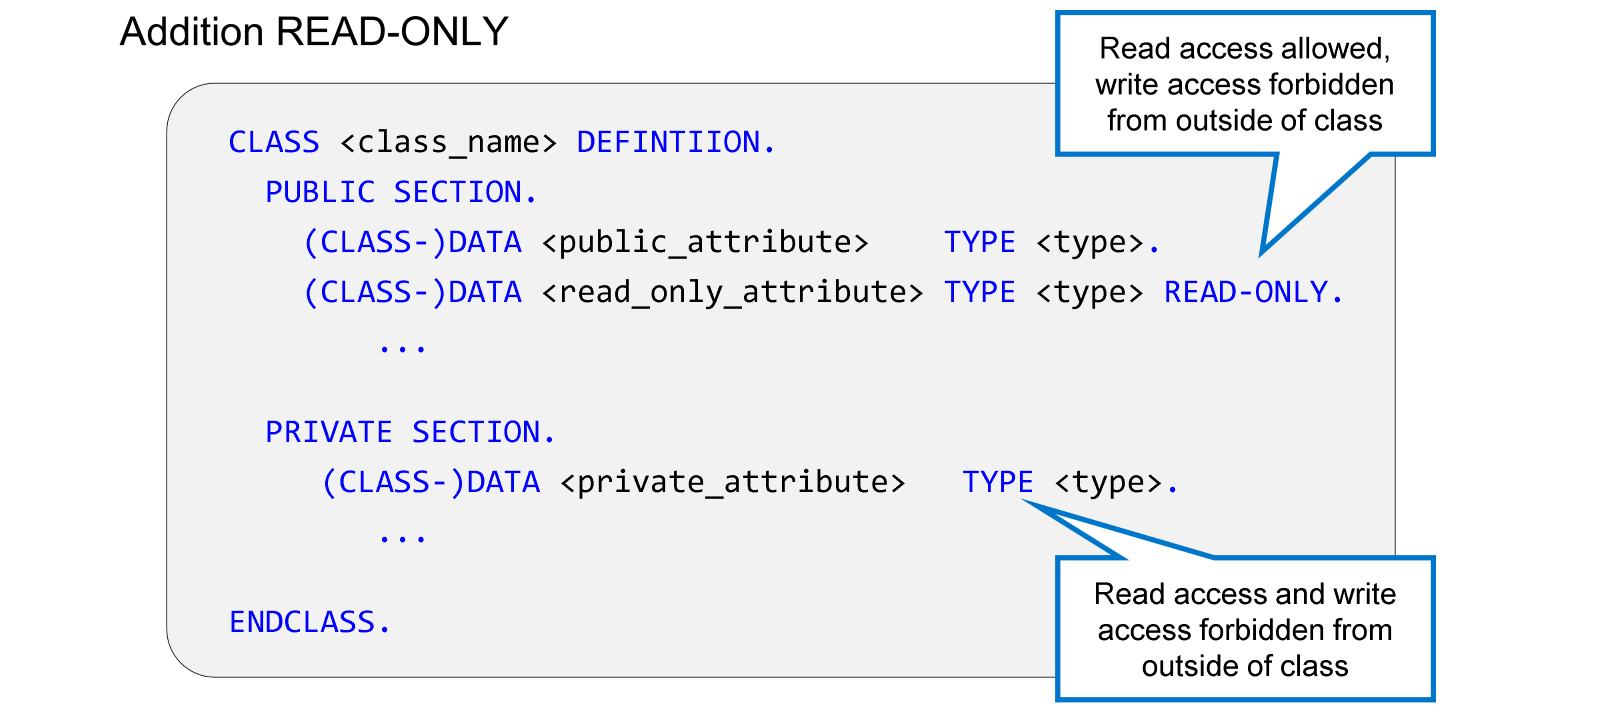 Addition READ-ONLY
Read access allowed,
write access forbidden
from outside of class
CLASS <class_name> DEFINTIION.
PUBLIC SECTION.
(CLASS-)DATA <public_attribute> TYPE <type>.
(CLASS-)DATA <read_only_attribute> TYPE <type> READ-ONLY.
...
PRIVATE SECTION.
(CLASS-)DATA <private_attribute> TYPE <type>.
...
ENDCLASS.
Read access and write
access forbidden from
outside of class